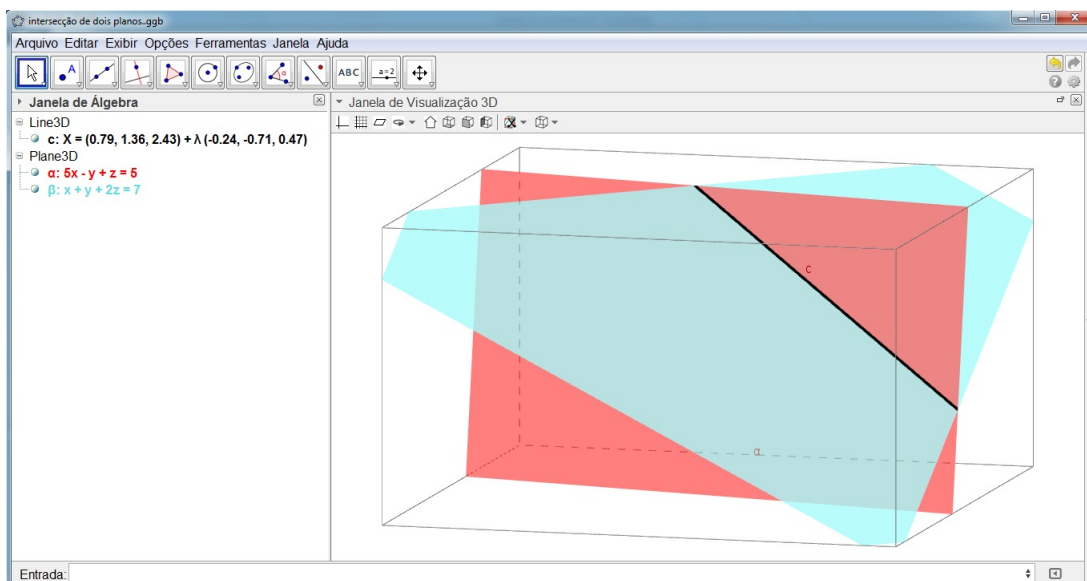 intersecção de dois planos..ggb
Arquivo Editar Exibir Opções Ferramentas Janela Ajuda
ABC
a=2
Janela de Álgebra
Janela de Visualização 3D
Line3D
c: X = (0.79, 1.36, 2.43) + λ (-0.24, -0.71, 0.47)
Plane3D
α: 5x - y + z = 5
β: x + y + 2z = 7
c
α
Entrada: